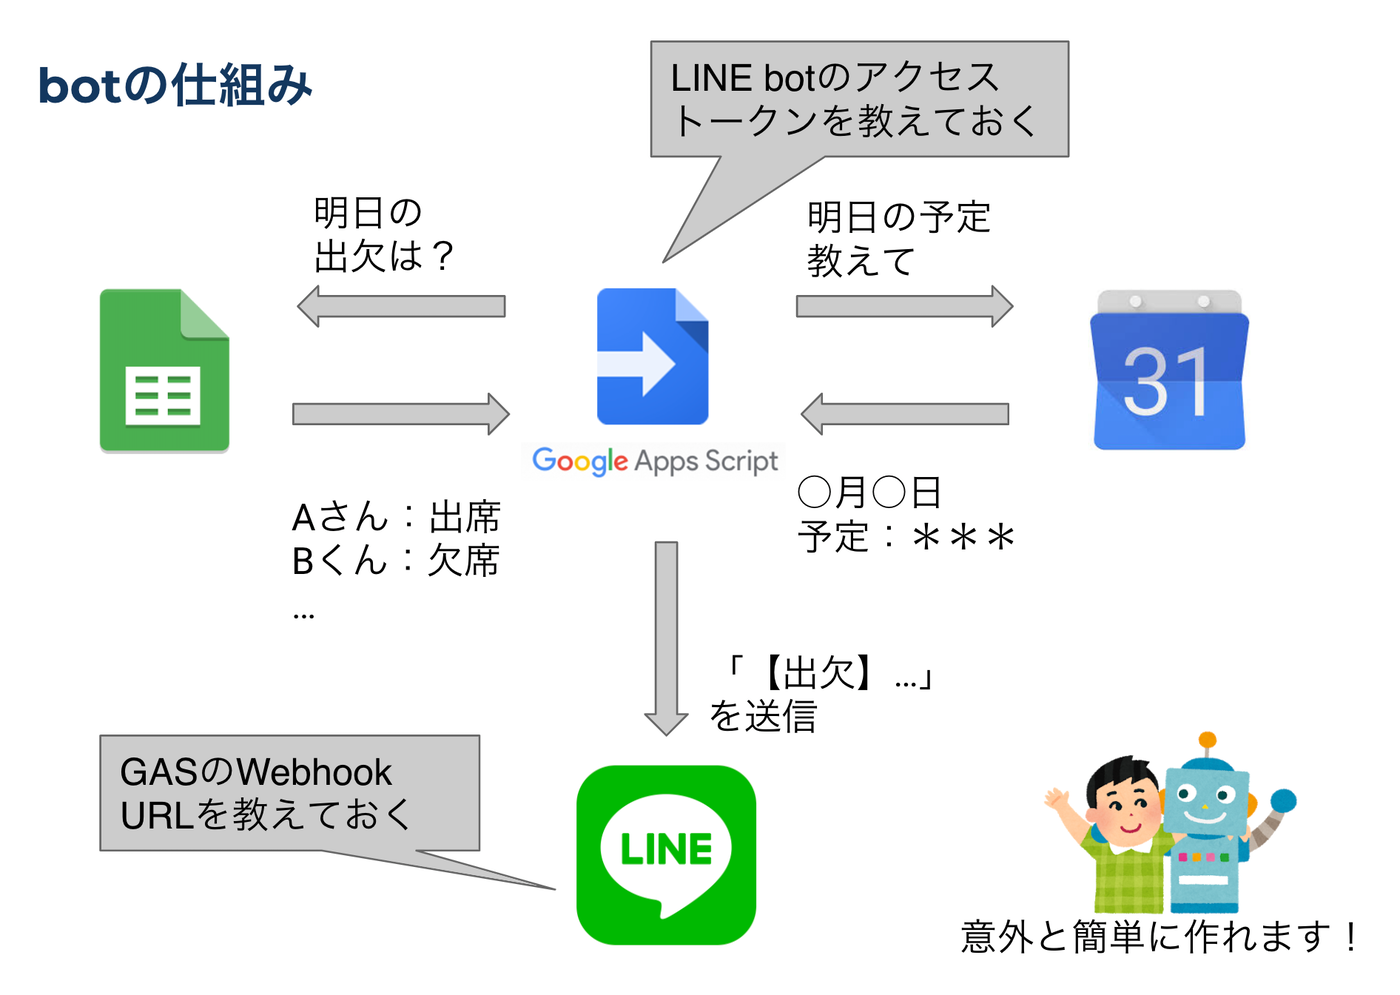 botの仕組み
LINE botのアクセス
トークンを教えておく
明日の
出欠は？
明日の予定
教えて
31
Google Apps Script
Aさん：出席
Bくん：欠席
...
○月○日
予定：＊＊＊
「【出欠】...」
を送信
GASのWebhook
URLを教えておく
LINE
意外と簡単に作れます！